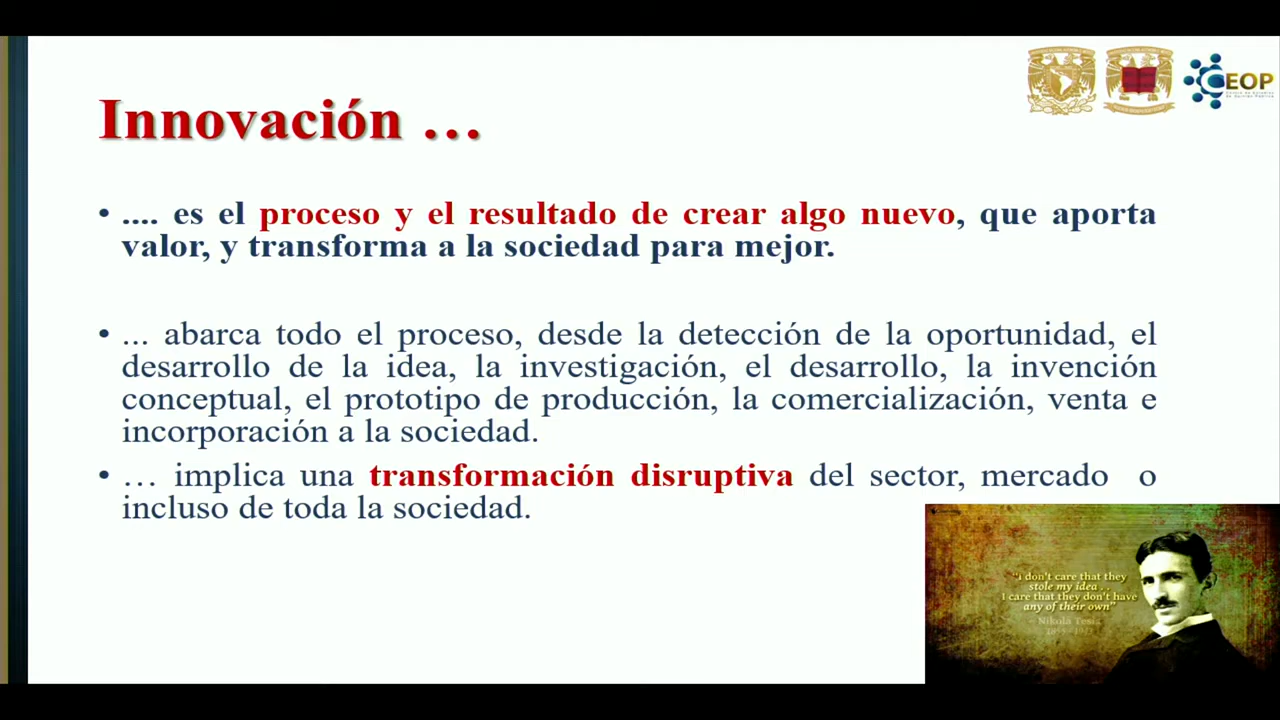 Innovación …
CEOP
• .... es el proceso y el resultado de crear algo nuevo, que aporta
valor, y transforma a la sociedad para mejor.
• ... abarca todo el proceso, desde la detección de la oportunidad, el
desarrollo de la idea, la investigación, el desarrollo, la invención
conceptual, el prototipo de producción, la comercialización, venta e
incorporación a la sociedad.
• … implica una transformación disruptiva del sector, mercado o
incluso de toda la sociedad.
"I don't care that they
stole my idea . .
I care that they don't have
any of their own"
- Nikola Tesla